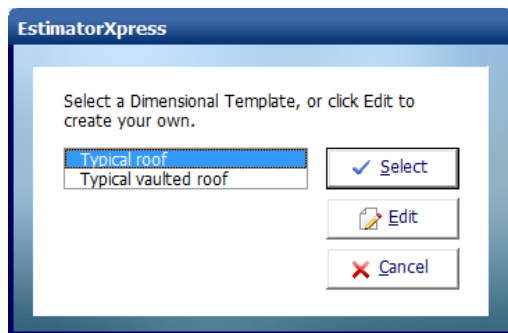 EstimatorXpress
Select a Dimensional Template, or click Edit to
create your own.
Typical roof
Typical vaulted roof
Select
Edit
Cancel